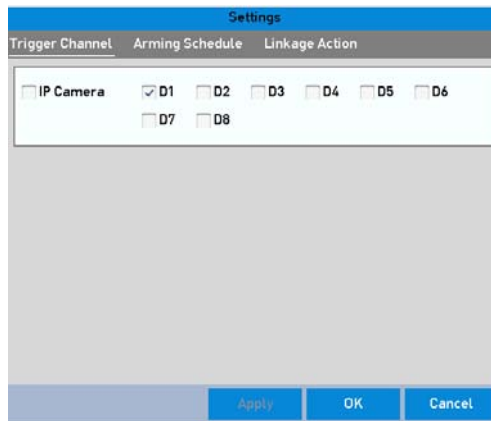 Settings
Trigger Channel Arming Schedule Linkage Action
IP Camera D1 D2 D3 D4 D5 D6
D7 D8
Apply OK Cancel